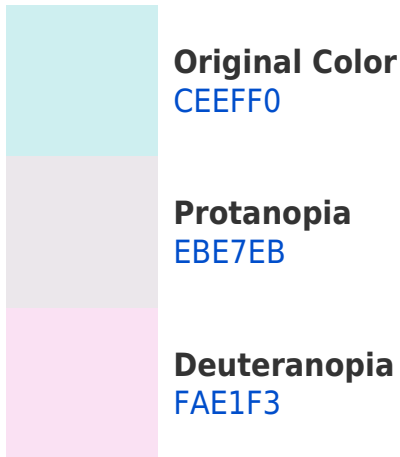 Original Color
CEEFF0
Protanopia
EBE7EB
Deuteranopia
FAE1F3